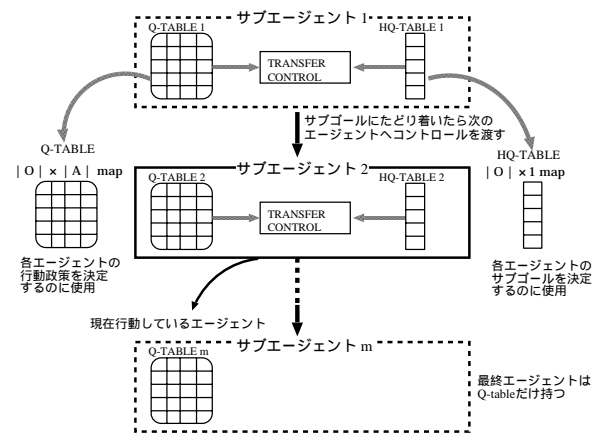 サブエージェント 1
Q-TABLE 1
HQ-TABLE 1
TRANSFER
CONTROL
サブゴールにたどり着いたら次の
エージェントへコントロールを渡す
Q-TABLE
| O | × | A | map
HQ-TABLE
| O | × 1 map
サブエージェント 2
Q-TABLE 2
HQ-TABLE 2
TRANSFER
CONTROL
各エージェントの
行動政策を決定
するのに使用
各エージェントの
サブゴールを決定
するのに使用
現在行動しているエージェント
サブエージェント m
Q-TABLE m
最終エージェントは
Q-tableだけ持つ